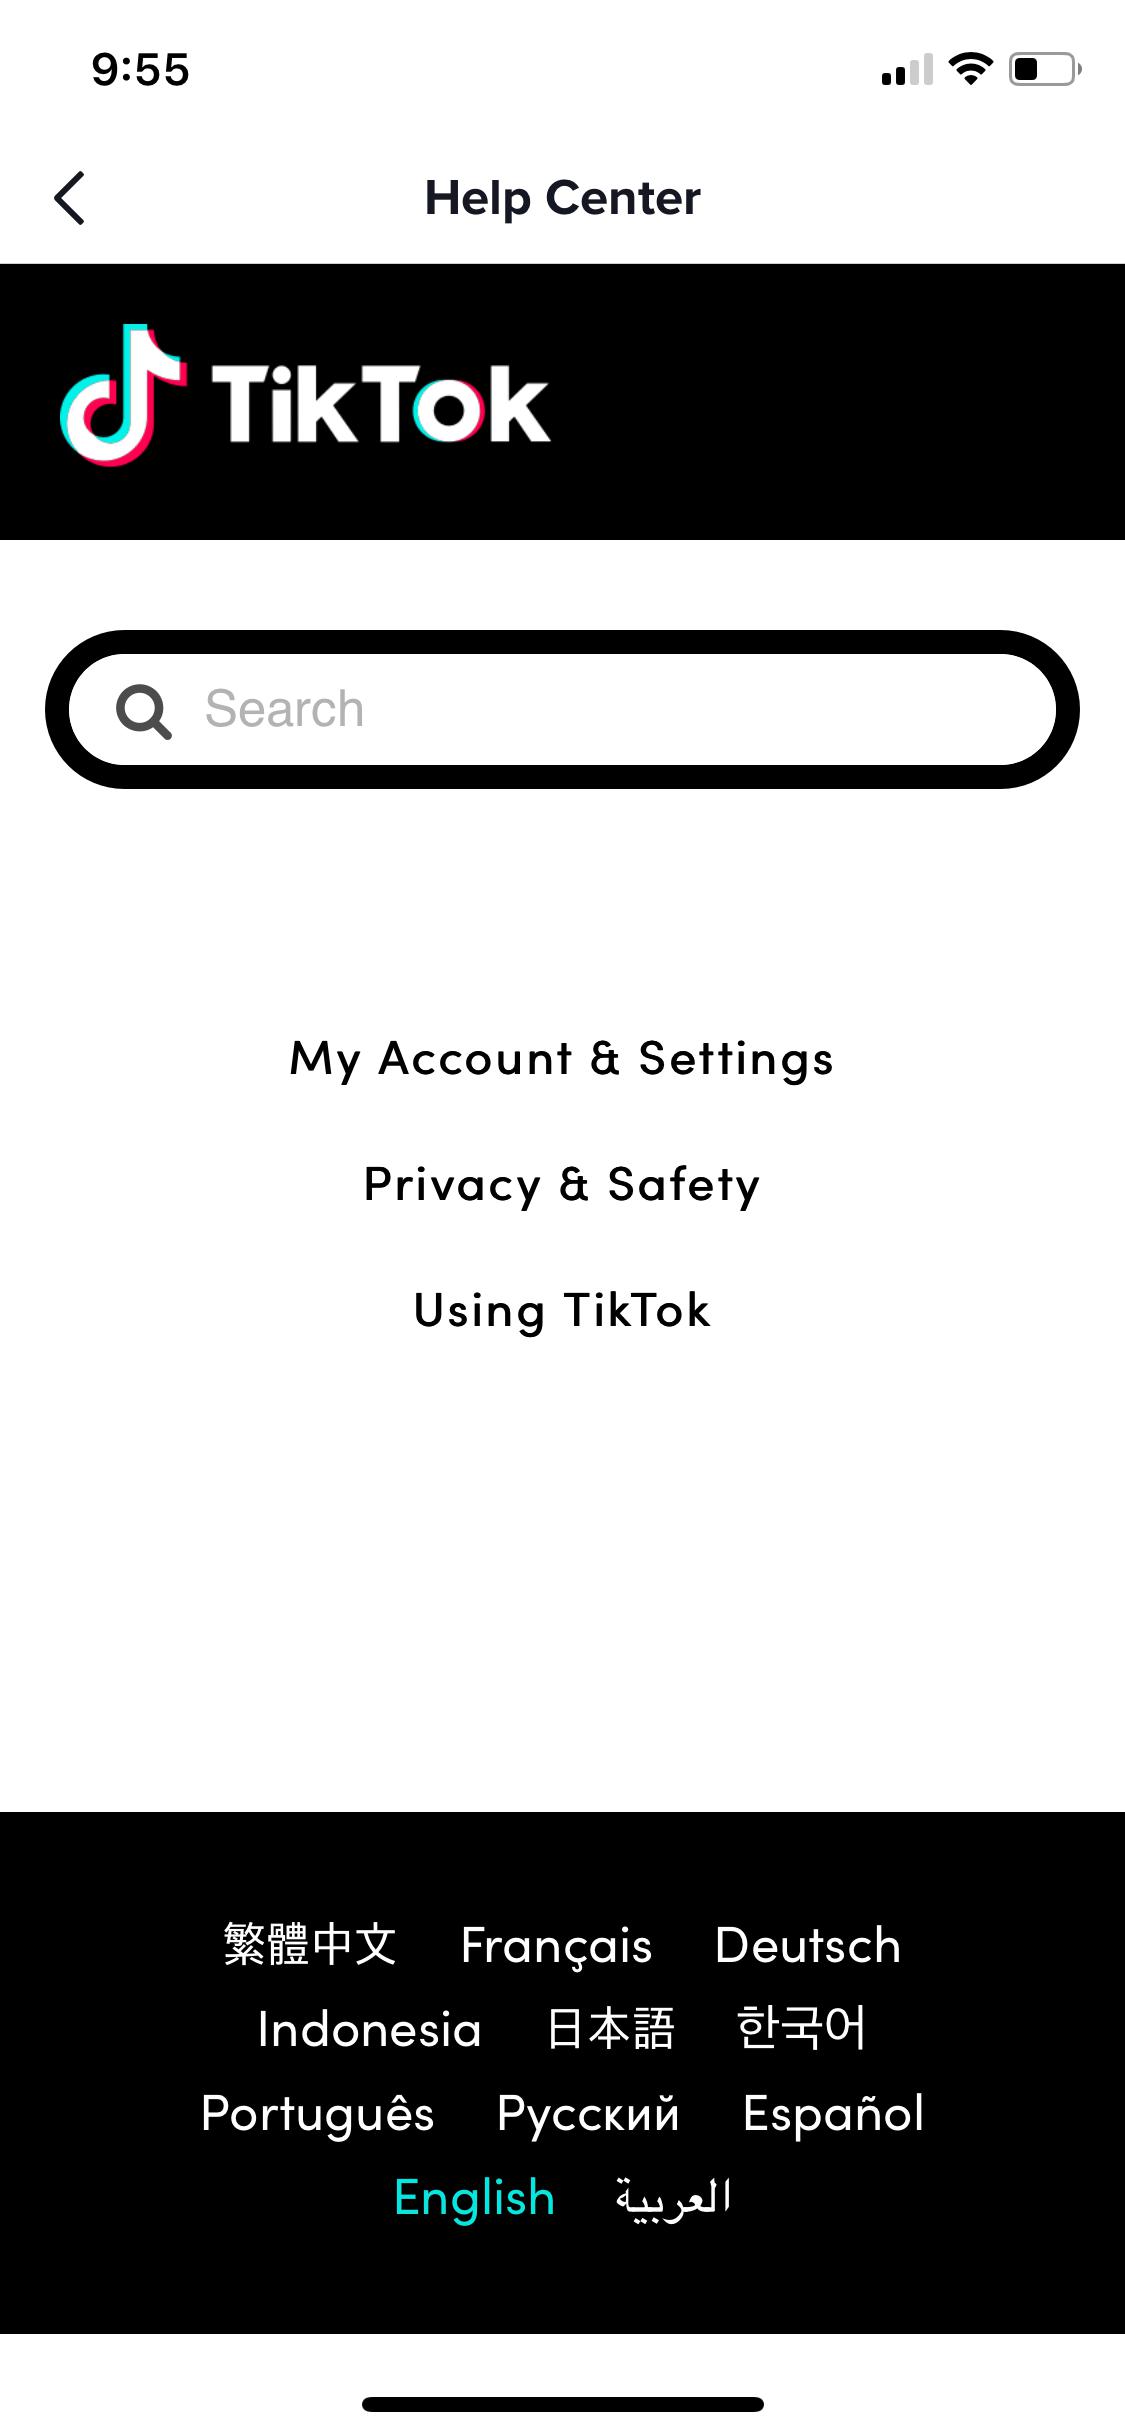 9:55
Help Center
TikTok
Search
My Account & Settings
Privacy & Safety
Using TikTok
繁體中文 Français Deutsch
Indonesia 日本語 한국어
Português Русский Español
English العربية